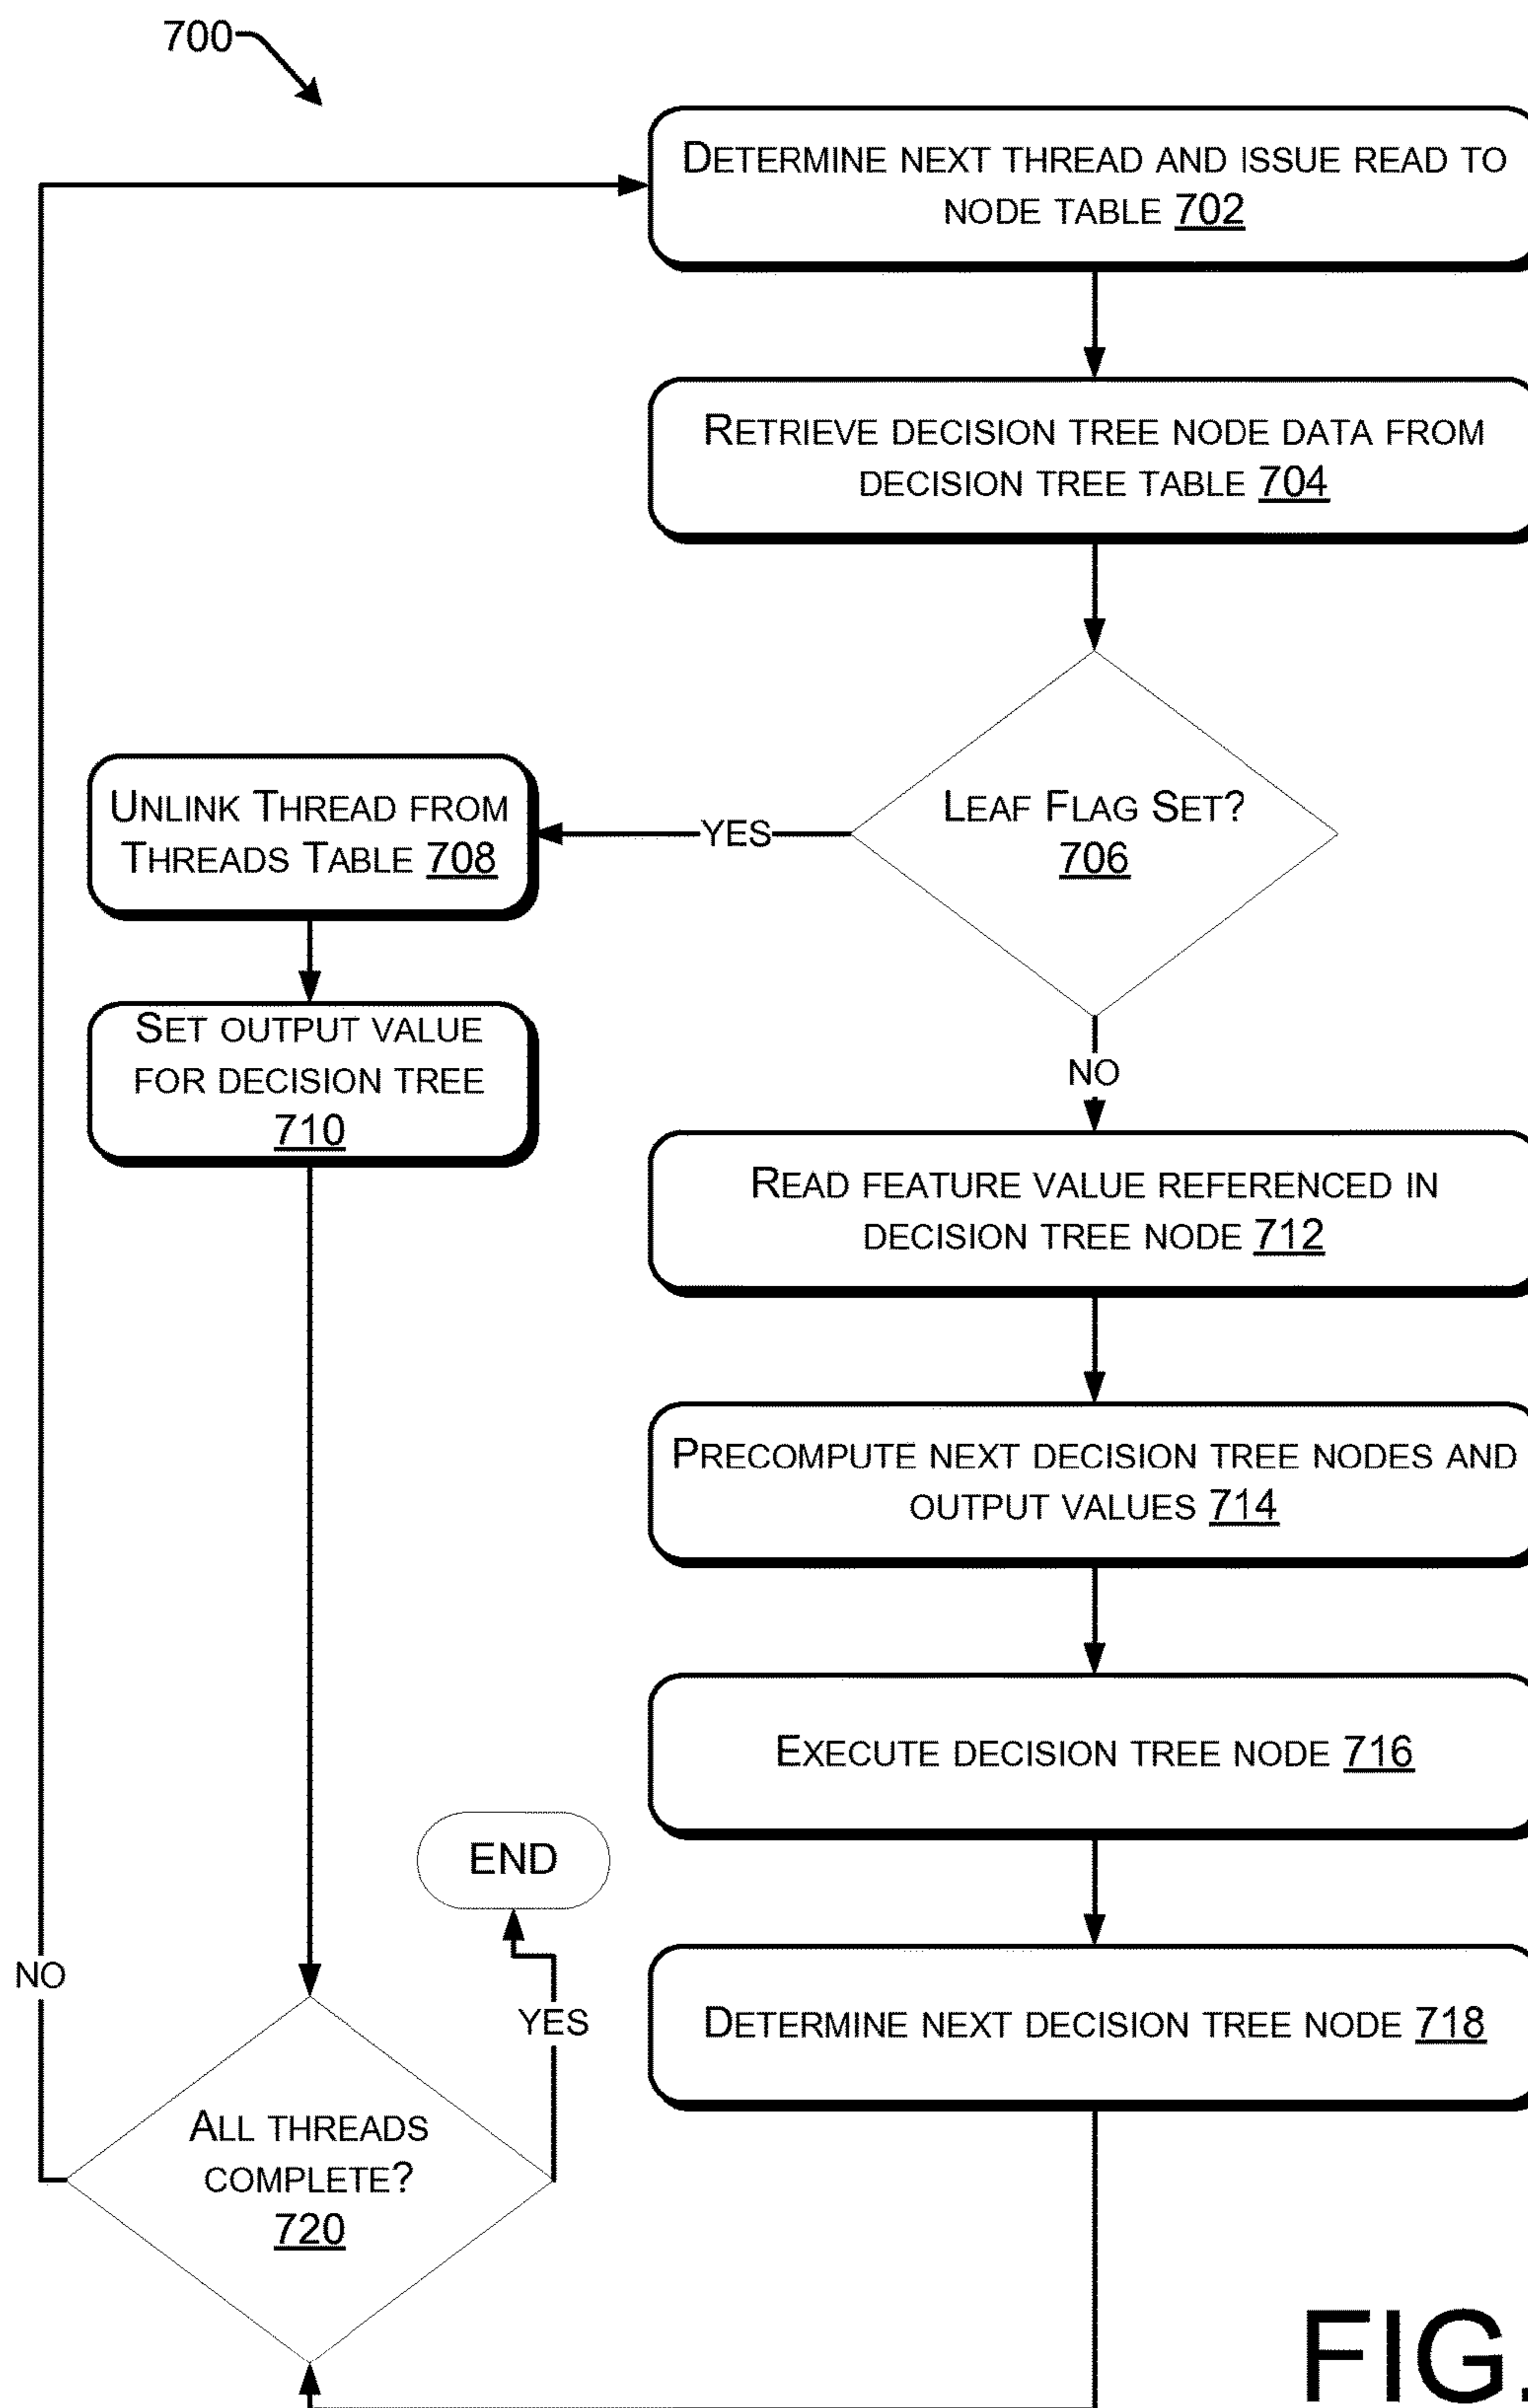 700
DETERMINE NEXT THREAD AND ISSUE READ TO
NODE TABLE 702
RETRIEVE DECISION TREE NODE DATA FROM
DECISION TREE TABLE 704
LEAF FLAG SET?
706
YES
UNLINK THREAD FROM
THREADS TABLE 708
SET OUTPUT VALUE
FOR DECISION TREE
710
NO
READ FEATURE VALUE REFERENCED IN
DECISION TREE NODE 712
PRECOMPUTE NEXT DECISION TREE NODES AND
OUTPUT VALUES 714
EXECUTE DECISION TREE NODE 716
END
NO
YES
DETERMINE NEXT DECISION TREE NODE 718
ALL THREADS
COMPLETE?
720
FIG.